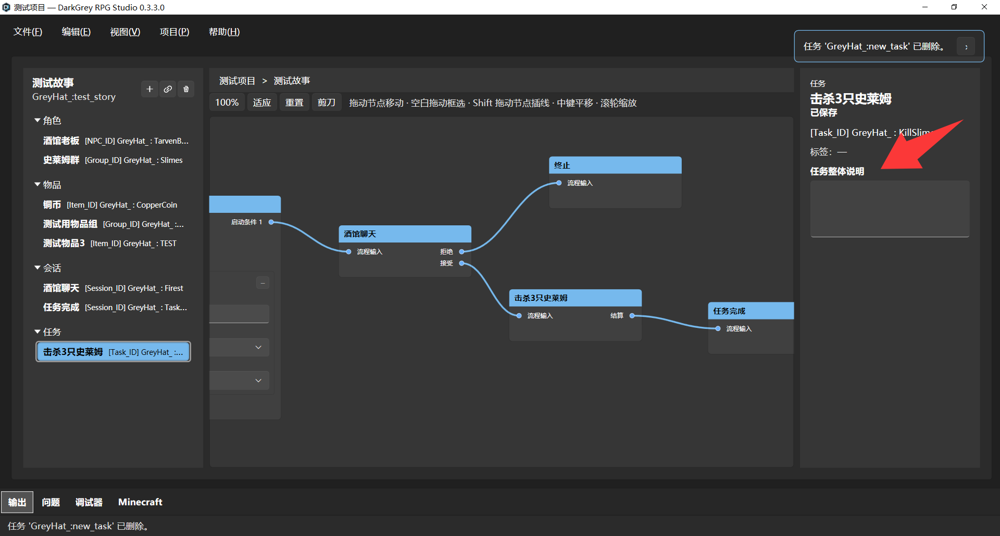 测试项目 — DarkGrey RPG Studio 0.3.3.0
文件(F) 编辑(E) 视图(V) 项目(P) 帮助(H)
任务 'GreyHat_:new_task' 已删除。
测试故事
GreyHat_:test_story
角色
酒馆老板 [NPC_ID] GreyHat_ : TarvenB...
史莱姆群 [Group_ID] GreyHat_ : Slimes
物品
铜币 [Item_ID] GreyHat_ : CopperCoin
测试用物品组 [Group_ID] GreyHat_ :...
测试物品3 [Item_ID] GreyHat_ : TEST
会话
酒馆聊天 [Session_ID] GreyHat_ : Firest
任务完成 [Session_ID] GreyHat_ : Task...
任务
击杀3只史莱姆 [Task_ID] GreyHat_ :...
测试项目 > 测试故事
100% 适应 重置 剪刀 拖动节点移动 · 空白拖动框选 · Shift 拖动节点插线 · 中键平移 · 滚轮缩放
终止
流程输入
启动条件 1
酒馆聊天
流程输入 拒绝
接受
击杀3只史莱姆
流程输入 结算
任务完成
流程输入
任务
击杀3只史莱姆
已保存
[Task_ID] GreyHat_ : KillSlime
标签：—
任务整体说明
输出 问题 调试器 Minecraft
任务 'GreyHat_:new_task' 已删除。